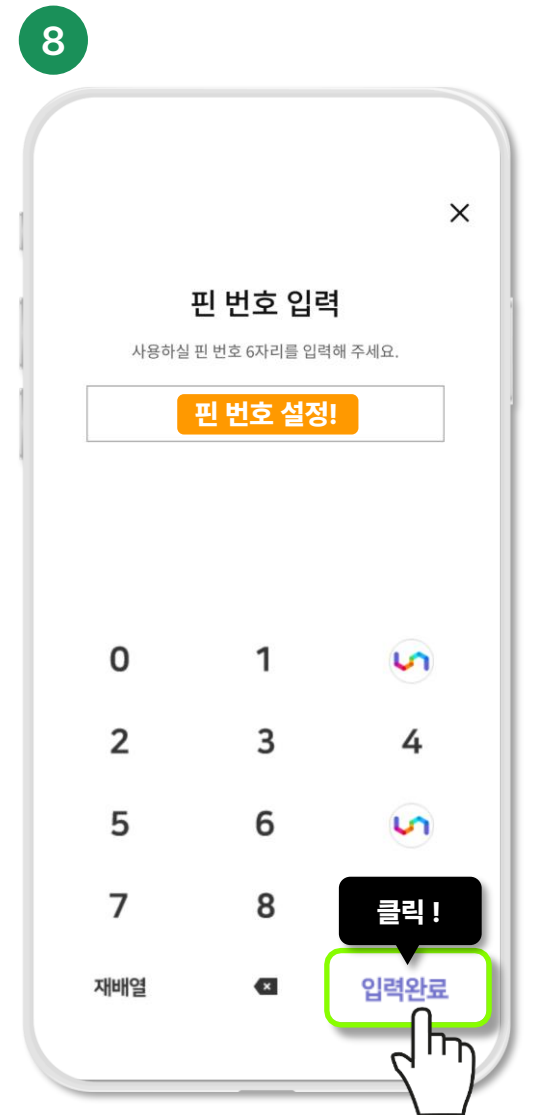 8
핀 번호 입력
사용하실 핀 번호 6자리를 입력해 주세요.
핀 번호 설정!
0 1
2 3 4
5 6
7 8 클릭 !
재배열 입력완료